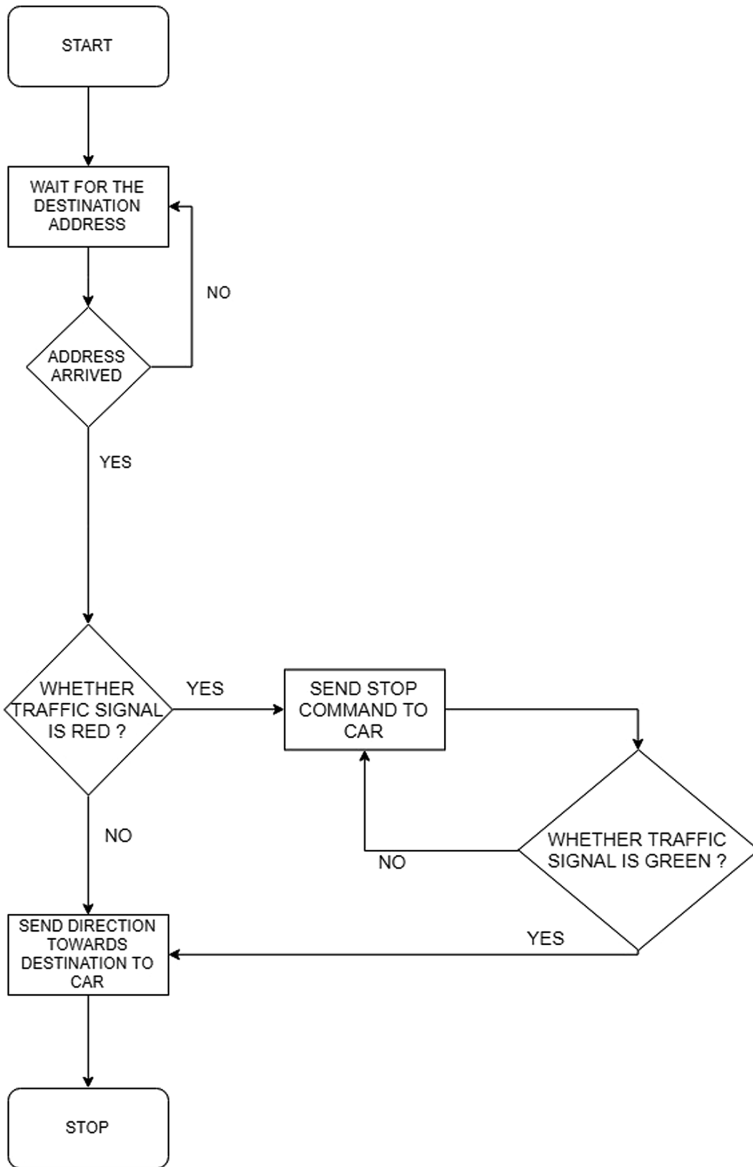 START
WAIT FOR THE
DESTINATION
ADDRESS
NO
ADDRESS
ARRIVED
YES
WHETHER
TRAFFIC SIGNAL
IS RED ?
YES
SEND STOP
COMMAND TO
CAR
NO
WHETHER TRAFFIC
SIGNAL IS GREEN ?
NO
YES
SEND DIRECTION
TOWARDS
DESTINATION TO
CAR
STOP